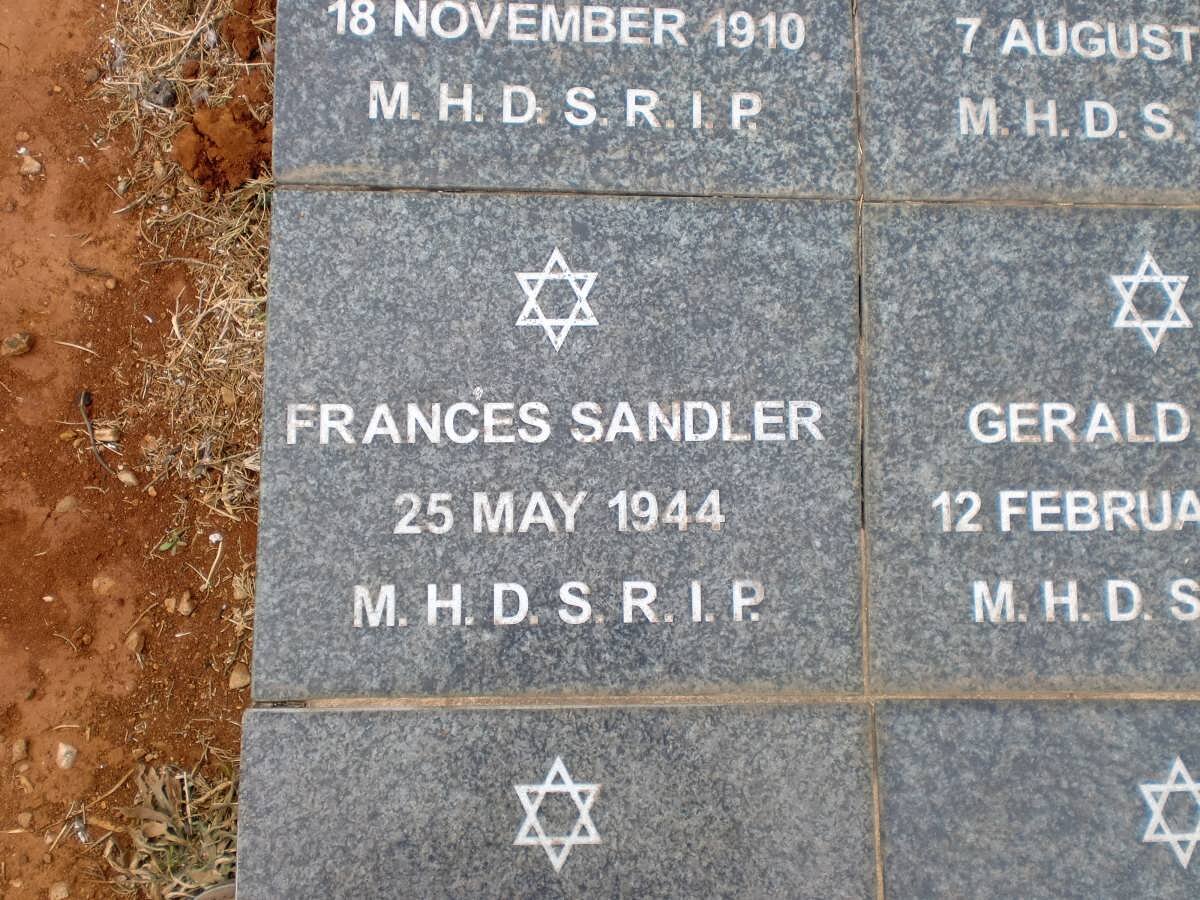 18 NOVEMBER 1910
M. H. D. S. R. I. P.
7 AUGUST
M. H. D. S.
FRANCES SANDLER
25 MAY 1944
M. H. D. S. R. I. P.
GERALD
12 FEBRUA
M. H. D. S